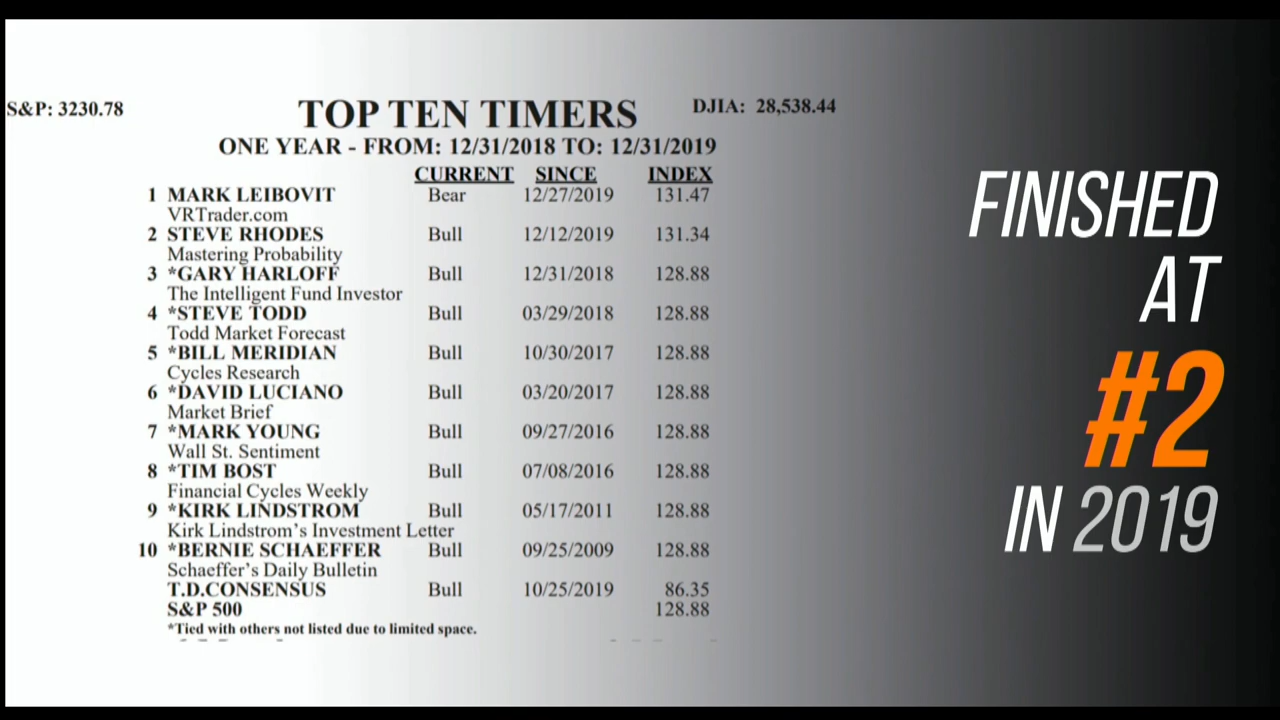 S&P: 3230.78
TOP TEN TIMERS
DJIA: 28,538.44
ONE YEAR - FROM: 12/31/2018 TO: 12/31/2019
CURRENT SINCE INDEX
1 MARK LEIBOVIT Bear 12/27/2019 131.47
VRTrader.com
2 STEVE RHODES Bull 12/12/2019 131.34
Mastering Probability
3 *GARY HARLOFF Bull 12/31/2018 128.88
The Intelligent Fund Investor
4 *STEVE TODD Bull 03/29/2018 128.88
Todd Market Forecast
5 *BILL MERIDIAN Bull 10/30/2017 128.88
Cycles Research
6 *DAVID LUCIANO Bull 03/20/2017 128.88
Market Brief
7 *MARK YOUNG Bull 09/27/2016 128.88
Wall St. Sentiment
8 *TIM BOST Bull 07/08/2016 128.88
Financial Cycles Weekly
9 *KIRK LINDSTROM Bull 05/17/2011 128.88
Kirk Lindstrom's Investment Letter
10 *BERNIE SCHAEFFER Bull 09/25/2009 128.88
Schaeffer's Daily Bulletin
T.D.CONSENSUS Bull 10/25/2019 86.35
S&P 500 128.88
*Tied with others not listed due to limited space.
FINISHED
AT
#2
IN 2019